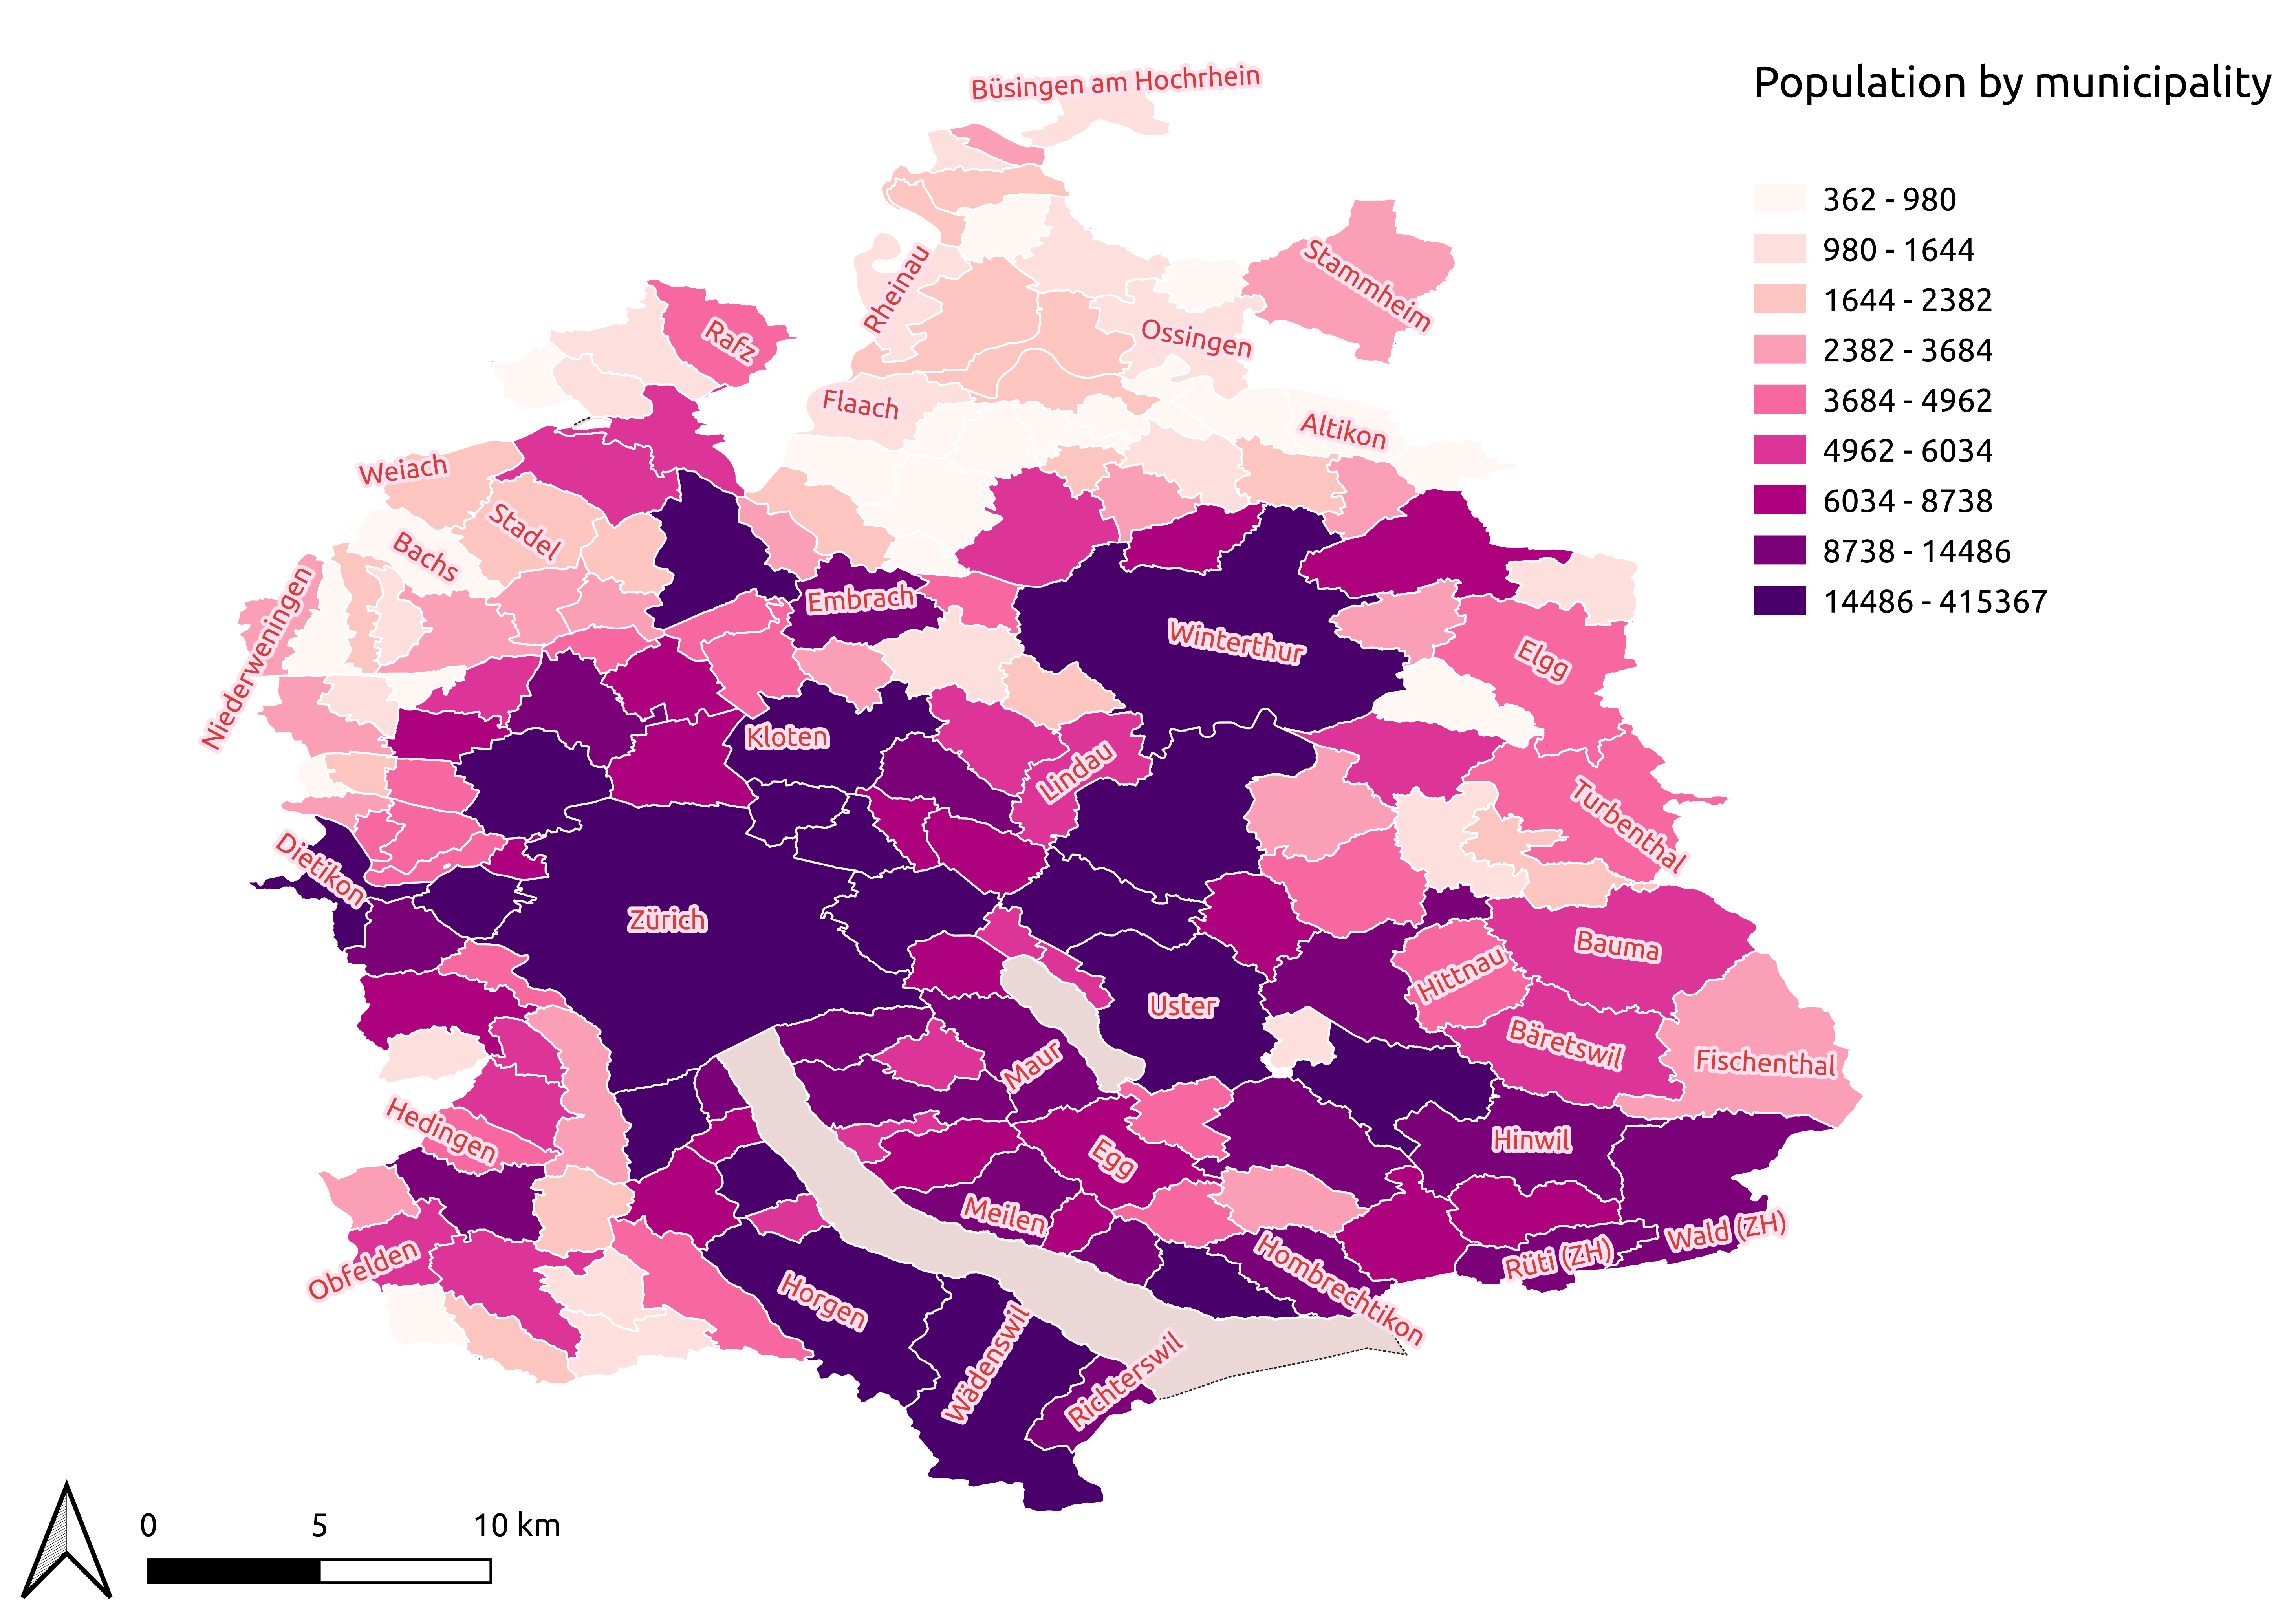 Population by municipality
362 - 980
980 - 1644
1644 - 2382
2382 - 3684
3684 - 4962
4962 - 6034
6034 - 8738
8738 - 14486
14486 - 415367
Büsingen am Hochrhein
Stammheim
Rheinau
Rafz
Ossingen
Flaach
Altikon
Weiach
Stadel
Bachs
Niederweningen
Embrach
Winterthur
Elgg
Kloten
Lindau
Turbenthal
Dietikon
Zürich
Bauma
Hittnau
Uster
Bäretswil
Fischenthal
Maur
Hedingen
Hinwil
Egg
Meilen
Wald (ZH)
Rüti (ZH)
Obfelden
Hombrechtikon
Horgen
Wädenswil
Richterswil
0 5 10 km